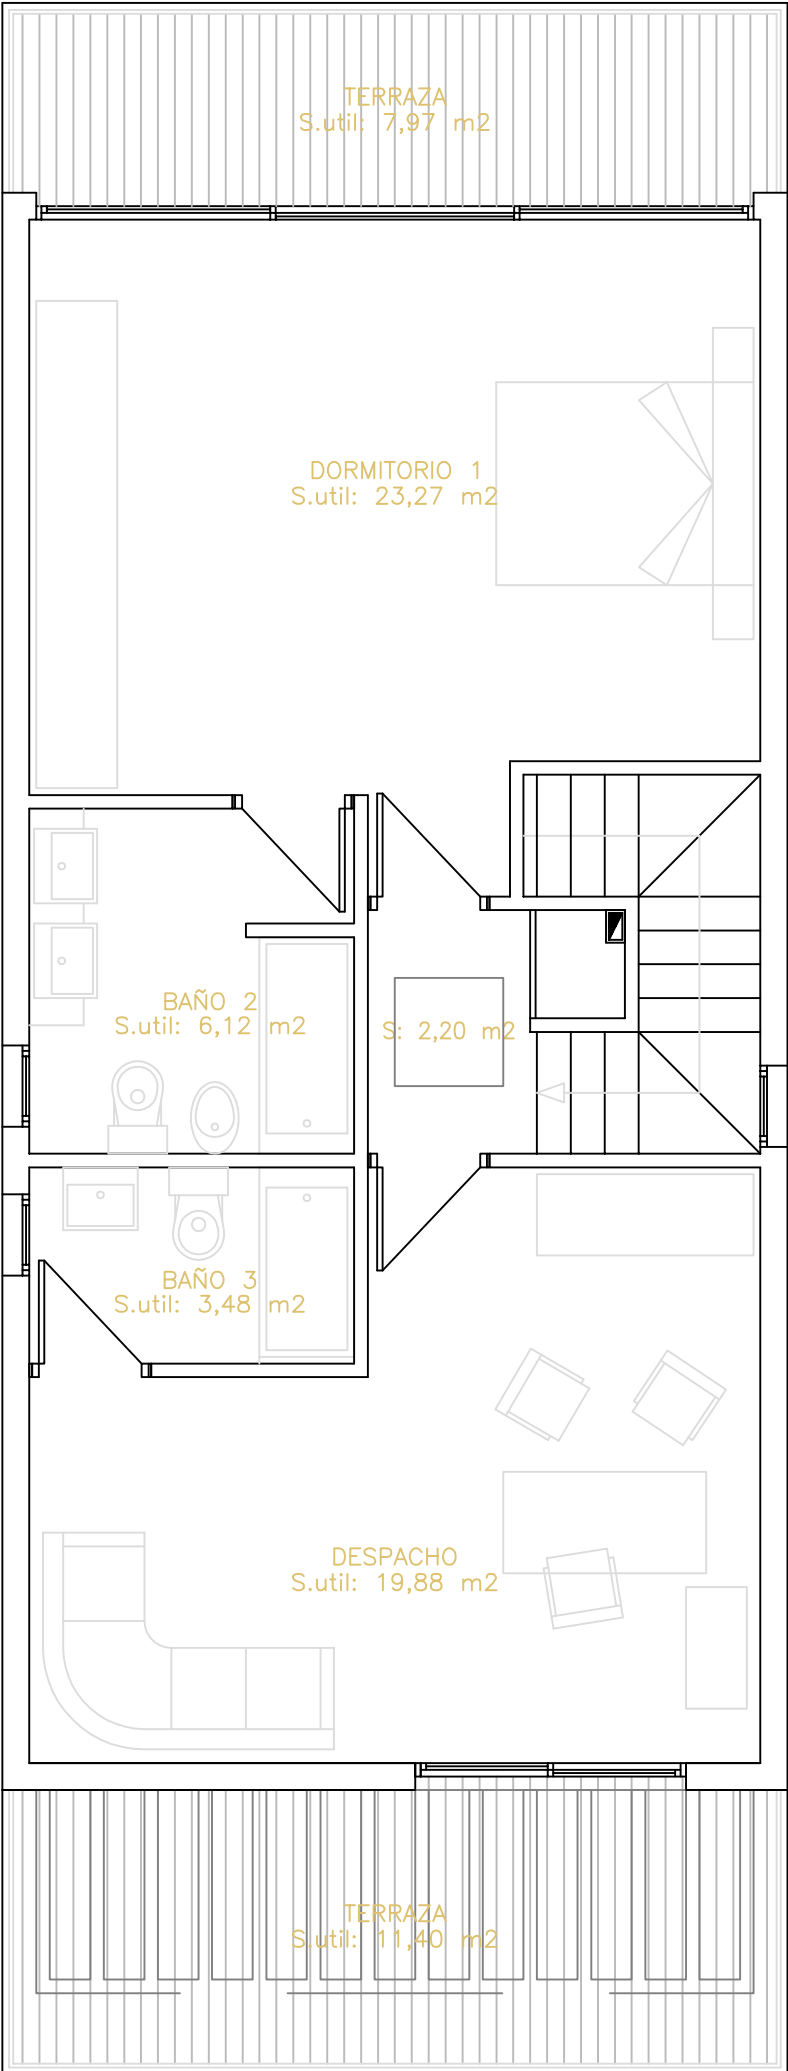 TERRAZA
S.util: 7,97 m2
DORMITORIO 1
S.util: 23,27 m2
BAÑO 2
S.util: 6,12 m2
S: 2,20 m2
BAÑO 3
S.util: 3,48 m2
DESPACHO
S.util: 19,88 m2
TERRAZA
S.util: 11,40 m2